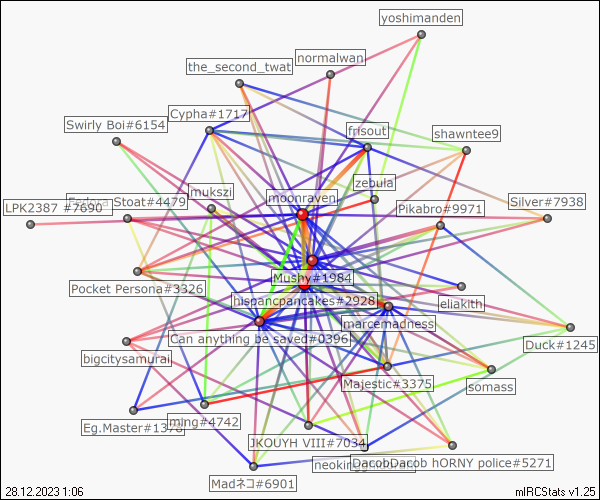 yoshimanden
normalwan
the_second_twat
Cypha#1717
Swirly Boi#6154
frisout
shawntee9
zebula
mukszi
moonraven
Stoat#4479
LPK2387 #7690
Pikabro#9971
Silver#7938
Mushy#1984
Pocket Persona#3326
hispancpancakes#2928
eliakith
marcemadness
Can anything be saved#0396
Duck#1245
bigcitysamurai
Majestic#3375
somass
Eg.Master#1378
ming#4742
JKOUYH VIII#7034
DacobDacob hORNY police#5271
Madネコ#6901
28.12.2023 1:06
mIRCStats v1.25